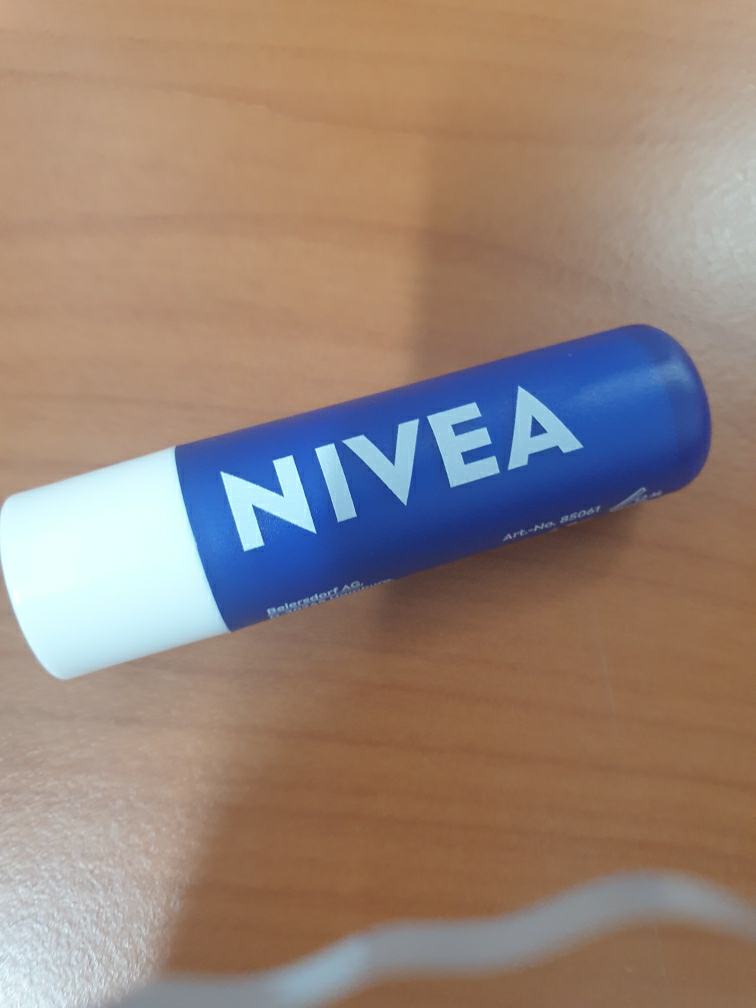 NIVEA
Art.-No. 85061
Beiersdorf AG,